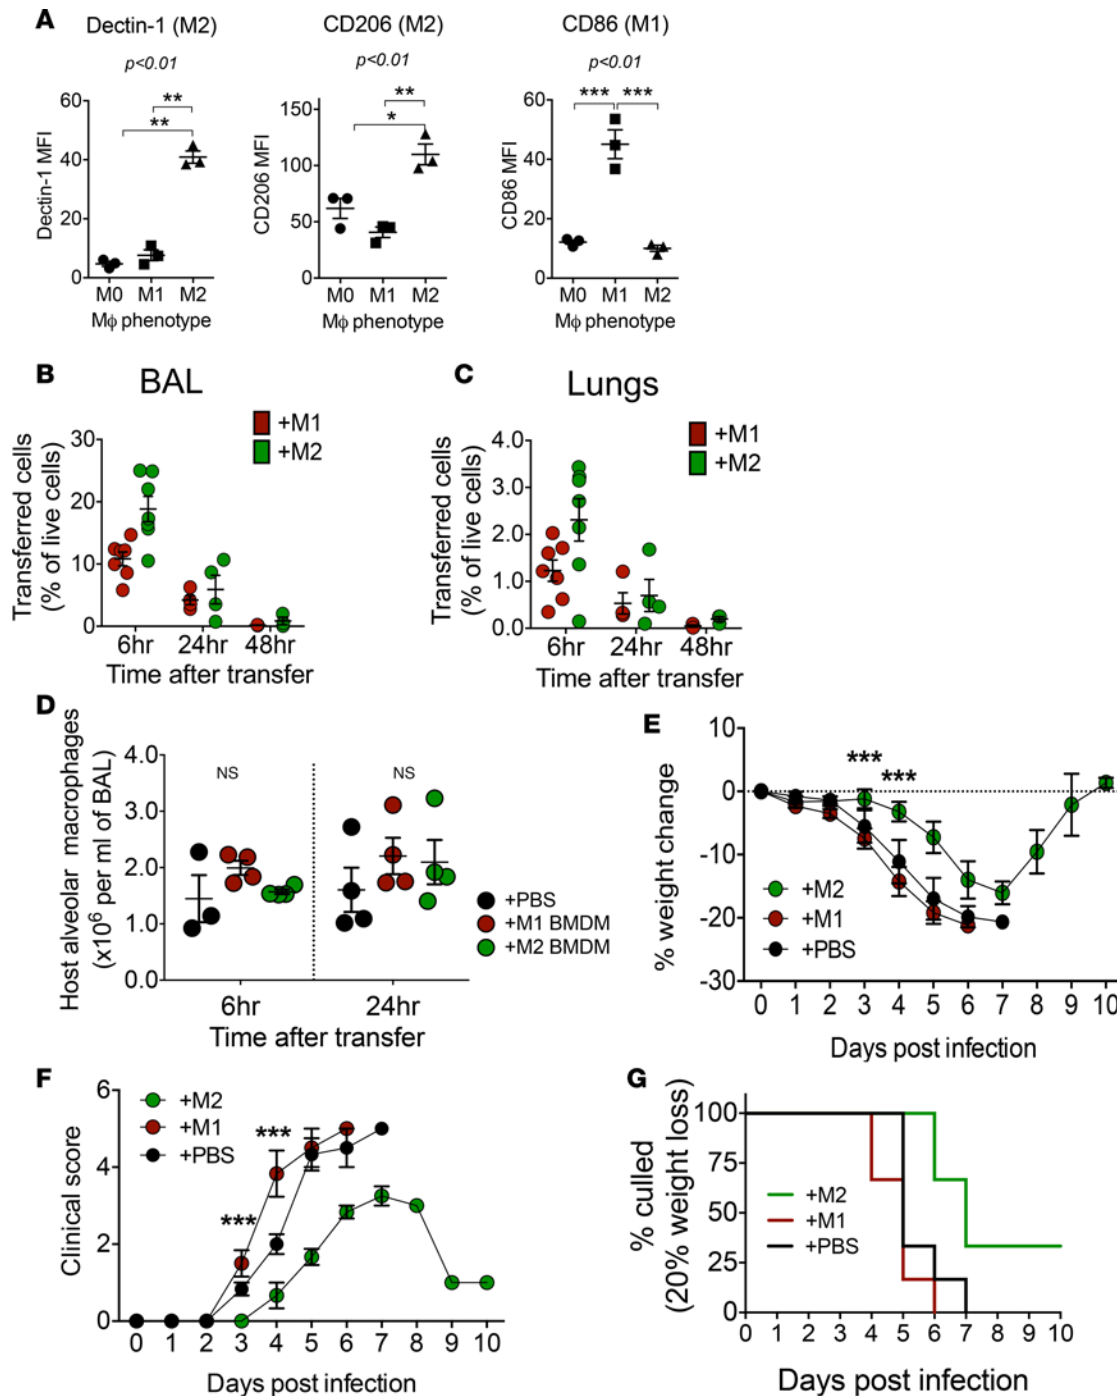 A
Dectin-1 (M2)
p<0.01
**
**
Dectin-1 MFI
60
40
20
0
M0 M1 M2
Mϕ phenotype
CD206 (M2)
p<0.01
**
*
CD206 MFI
150
100
50
0
M0 M1 M2
Mϕ phenotype
CD86 (M1)
p<0.01
*** ***
CD86 MFI
60
40
20
0
M0 M1 M2
Mϕ phenotype
B
BAL
+M1
+M2
Transferred cells
(% of live cells)
30
20
10
0
6hr 24hr 48hr
Time after transfer
C
Lungs
+M1
+M2
Transferred cells
(% of live cells)
4.0
3.0
2.0
1.0
0.0
6hr 24hr 48hr
Time after transfer
D
Host alveolar macrophages
(x10⁶ per ml of BAL)
4.0
3.0
2.0
1.0
0.0
NS NS
6hr 24hr
Time after transfer
+PBS
+M1 BMDM
+M2 BMDM
E
% weight change
10
0
-10
-20
-30
*** ***
+M2
+M1
+PBS
0 1 2 3 4 5 6 7 8 9 10
Days post infection
F
Clinical score
6
4
2
0
+M2
+M1
+PBS
***
***
0 1 2 3 4 5 6 7 8 9 10
Days post infection
G
% culled
(20% weight loss)
100
75
50
25
0
+M2
+M1
+PBS
0 1 2 3 4 5 6 7 8 9 10
Days post infection